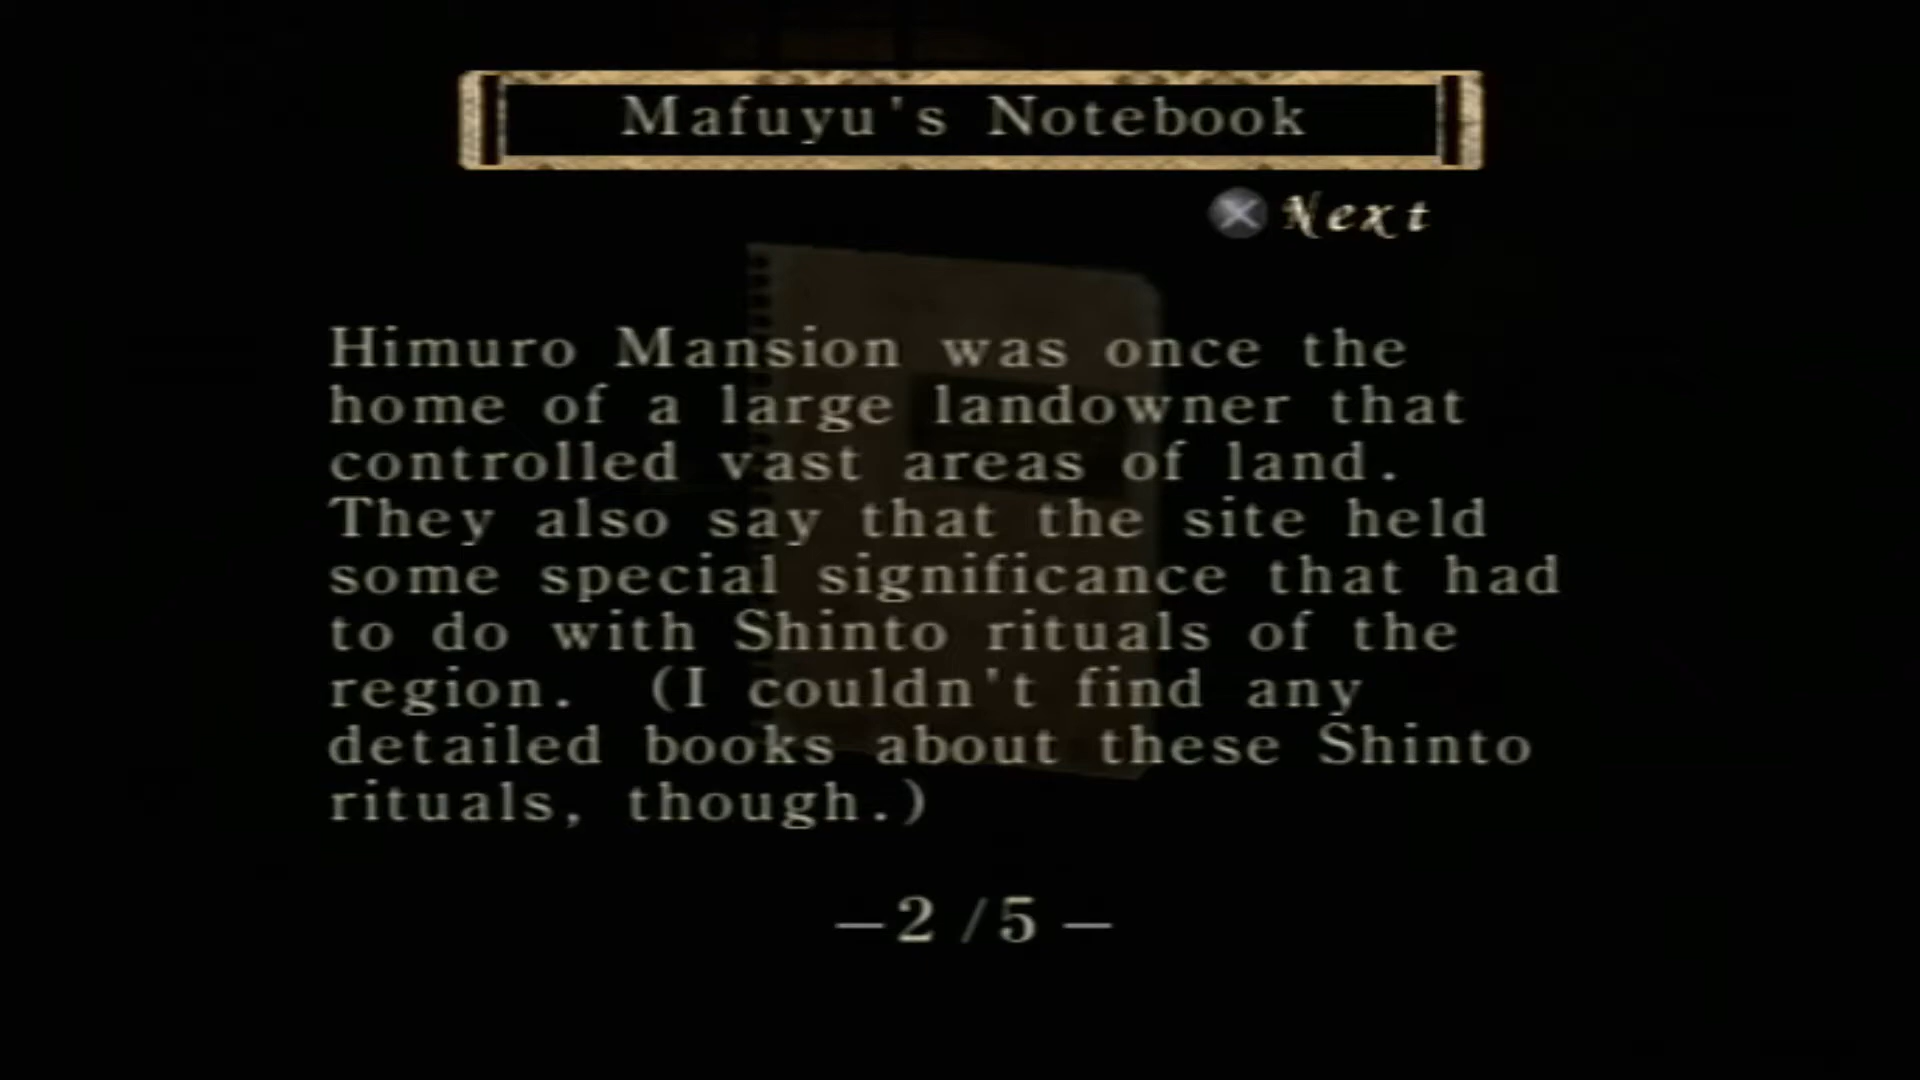 Mafuyu's Notebook
Next
Himuro Mansion was once the
home of a large landowner that
controlled vast areas of land.
They also say that the site held
some special significance that had
to do with Shinto rituals of the
region.  (I couldn't find any
detailed books about these Shinto
rituals, though.)
—2 /5 —